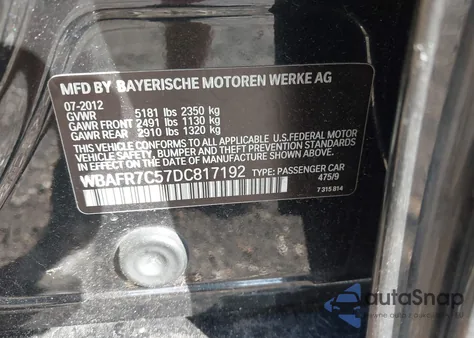 MFD BY BAYERISCHE MOTOREN WERKE AG
07-2012
GVWR 5181 lbs 2350 kg
GAWR FRONT 2491 lbs 1130 kg
GAWR REAR 2910 lbs 1320 kg
THIS VEHICLE CONFORMS TO ALL APPLICABLE U.S. FEDERAL MOTOR
VEHICLE SAFETY, BUMPER AND THEFT PREVENTION STANDARDS
IN EFFECT ON THE DATE OF MANUFACTURE SHOWN ABOVE.
WBAFR7C57DC817192 TYPE: PASSENGER CAR
475/9
7 315 814
autoSnap